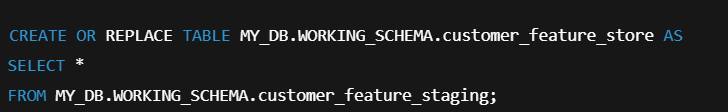 CREATE OR REPLACE TABLE MY_DB.WORKING_SCHEMA.customer_feature_store AS
SELECT *
FROM MY_DB.WORKING_SCHEMA.customer_feature_staging;